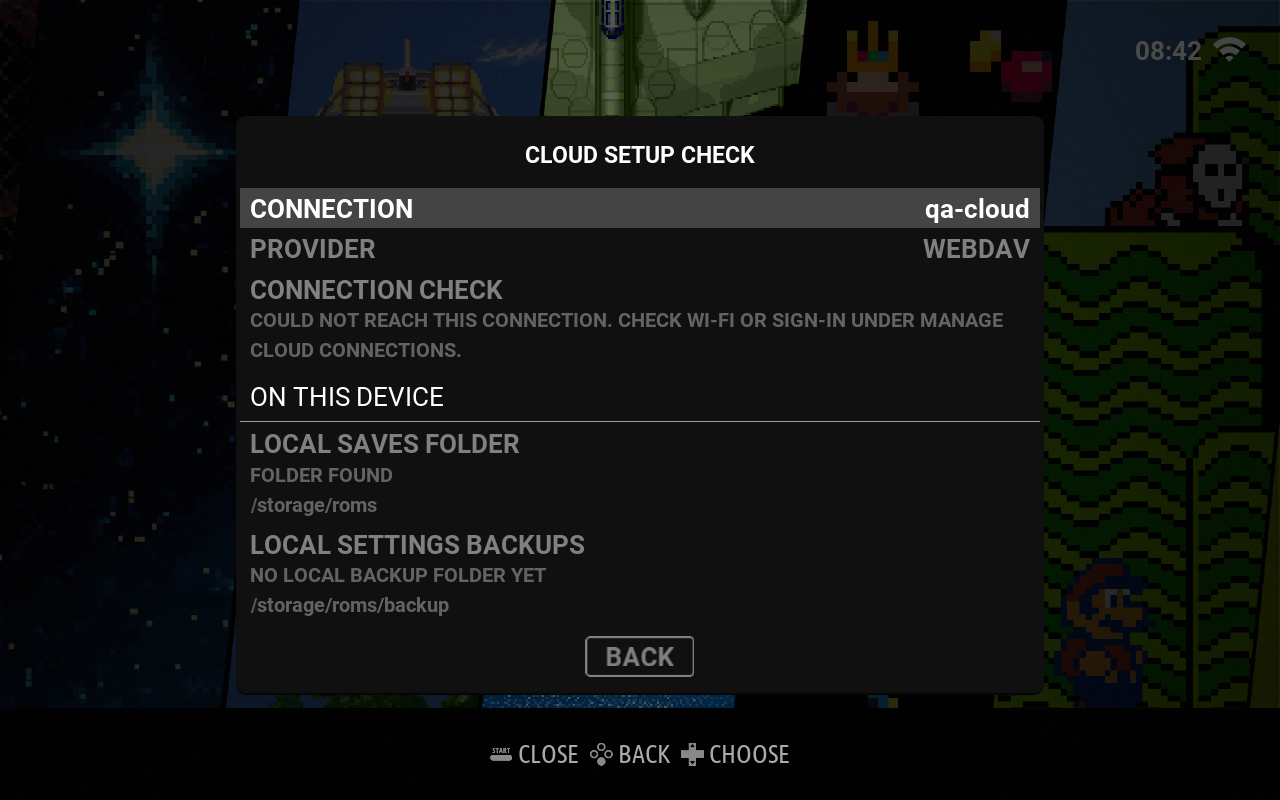 08:42
CLOUD SETUP CHECK
CONNECTION qa-cloud
PROVIDER WEBDAV
CONNECTION CHECK
COULD NOT REACH THIS CONNECTION. CHECK WI-FI OR SIGN-IN UNDER MANAGE
CLOUD CONNECTIONS.
ON THIS DEVICE
LOCAL SAVES FOLDER
FOLDER FOUND
/storage/roms
LOCAL SETTINGS BACKUPS
NO LOCAL BACKUP FOLDER YET
/storage/roms/backup
BACK
START CLOSE BACK CHOOSE